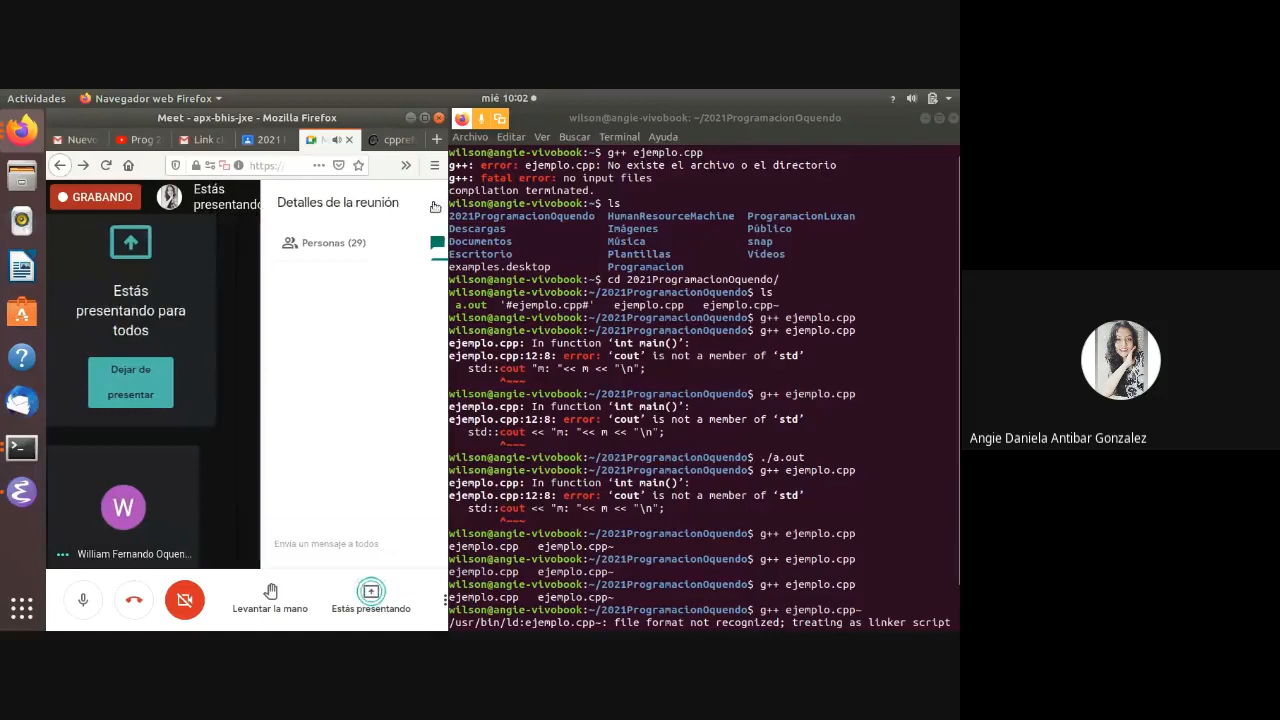 Actividades
Navegador web Firefox
mié 10:02
Meet - apx-bhis-jxe - Mozilla Firefox
wilson@angie-vivobook: ~/2021ProgramacionOquendo
Nuevo
Prog 2
Link c
2021
cppref
https://
GRABANDO
Estás
presentando
Estás
presentando para
todos
Dejar de
presentar
W
William Fernando Oquen...
Detalles de la reunión
Personas (29)
Envía un mensaje a todos
Levantar la mano
Estás presentando
Archivo Editar Ver Buscar Terminal Ayuda
wilson@angie-vivobook:~$ g++ ejemplo.cpp
g++: error: ejemplo.cpp: No existe el archivo o el directorio
g++: fatal error: no input files
compilation terminated.
wilson@angie-vivobook:~$ ls
2021ProgramacionOquendo HumanResourceMachine ProgramacionLuxan
Descargas Imágenes Público
Documentos Música snap
Escritorio Plantillas Vídeos
examples.desktop Programacion
wilson@angie-vivobook:~$ cd 2021ProgramacionOquendo/
wilson@angie-vivobook:~/2021ProgramacionOquendo$ ls
a.out '#ejemplo.cpp#' ejemplo.cpp ejemplo.cpp~
wilson@angie-vivobook:~/2021ProgramacionOquendo$ g++ ejemplo.cpp
wilson@angie-vivobook:~/2021ProgramacionOquendo$ g++ ejemplo.cpp
ejemplo.cpp: In function ‘int main()’:
ejemplo.cpp:12:8: error: ‘cout’ is not a member of ‘std’
std::cout "m: "<< m << "\n";
^~~~
wilson@angie-vivobook:~/2021ProgramacionOquendo$ g++ ejemplo.cpp
ejemplo.cpp: In function ‘int main()’:
ejemplo.cpp:12:8: error: ‘cout’ is not a member of ‘std’
std::cout << "m: "<< m << "\n";
^~~~
wilson@angie-vivobook:~/2021ProgramacionOquendo$ ./a.out
wilson@angie-vivobook:~/2021ProgramacionOquendo$ g++ ejemplo.cpp
ejemplo.cpp: In function ‘int main()’:
ejemplo.cpp:12:8: error: ‘cout’ is not a member of ‘std’
std::cout << "m: "<< m << "\n";
^~~~
wilson@angie-vivobook:~/2021ProgramacionOquendo$ g++ ejemplo.cpp
ejemplo.cpp ejemplo.cpp~
wilson@angie-vivobook:~/2021ProgramacionOquendo$ g++ ejemplo.cpp
ejemplo.cpp ejemplo.cpp~
wilson@angie-vivobook:~/2021ProgramacionOquendo$ g++ ejemplo.cpp
ejemplo.cpp ejemplo.cpp~
wilson@angie-vivobook:~/2021ProgramacionOquendo$ g++ ejemplo.cpp~
/usr/bin/ld:ejemplo.cpp~: file format not recognized; treating as linker script
Angie Daniela Antibar Gonzalez